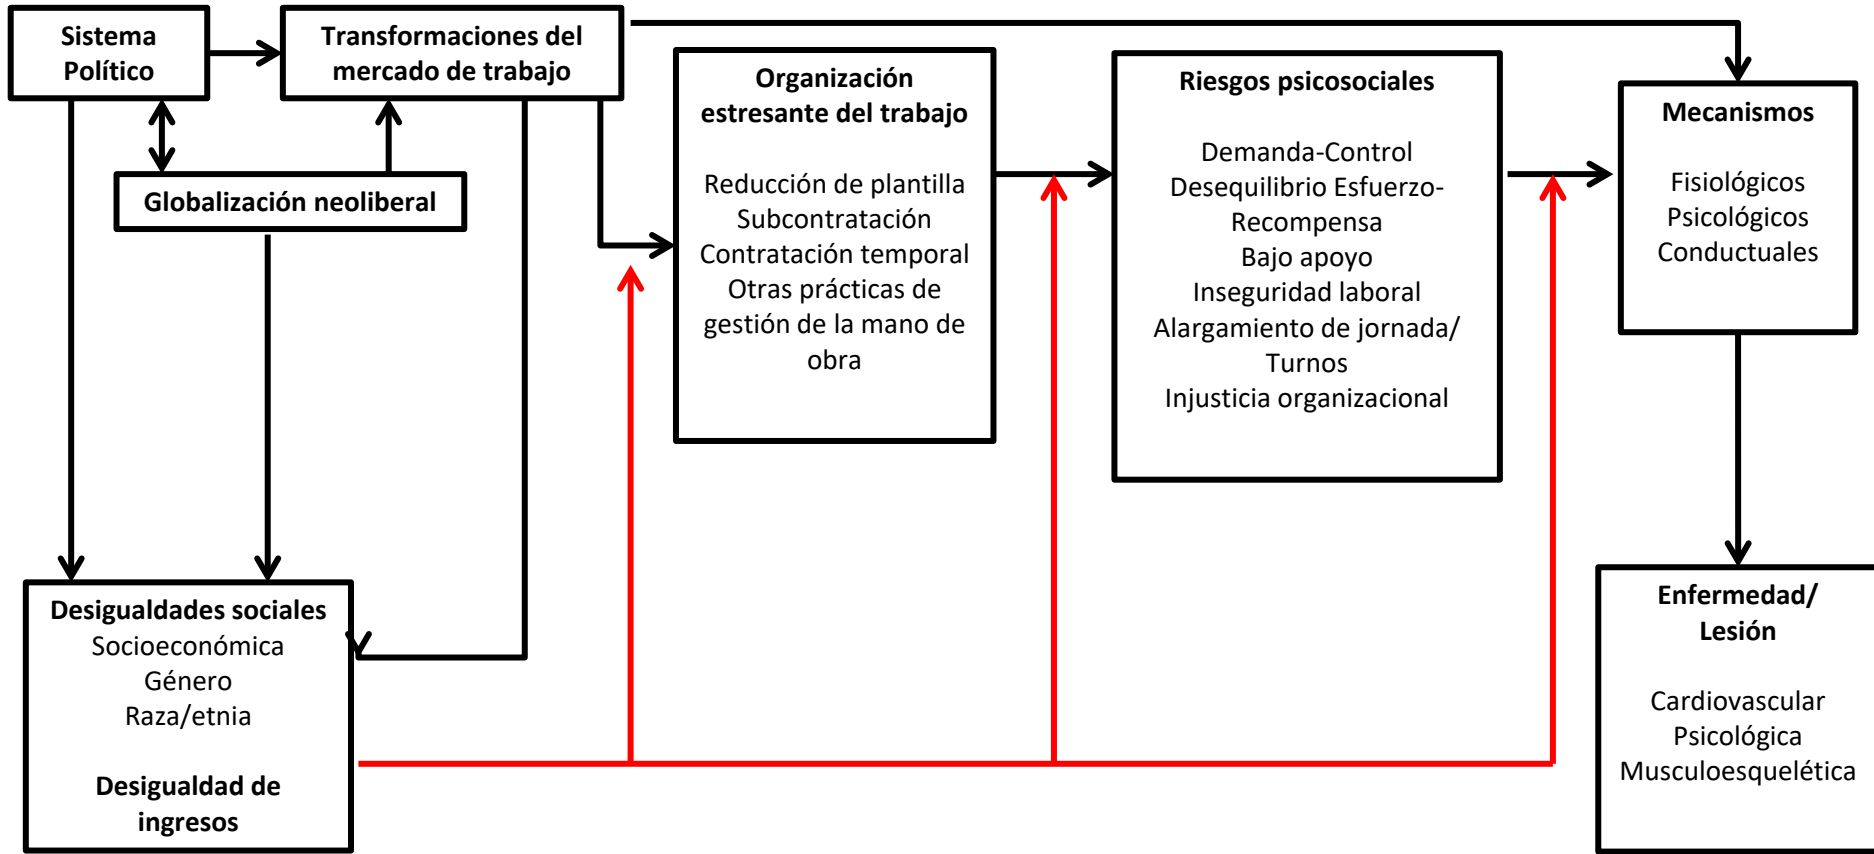 Sistema
Político
Transformaciones del
mercado de trabajo
Globalización neoliberal
Organización
estresante del trabajo
Reducción de plantilla
Subcontratación
Contratación temporal
Otras prácticas de
gestión de la mano de
obra
Riesgos psicosociales
Demanda-Control
Desequilibrio Esfuerzo-
Recompensa
Bajo apoyo
Inseguridad laboral
Alargamiento de jornada/
Turnos
Injusticia organizacional
Mecanismos
Fisiológicos
Psicológicos
Conductuales
Desigualdades sociales
Socioeconómica
Género
Raza/etnia
Desigualdad de
ingresos
Enfermedad/
Lesión
Cardiovascular
Psicológica
Musculoesquelética